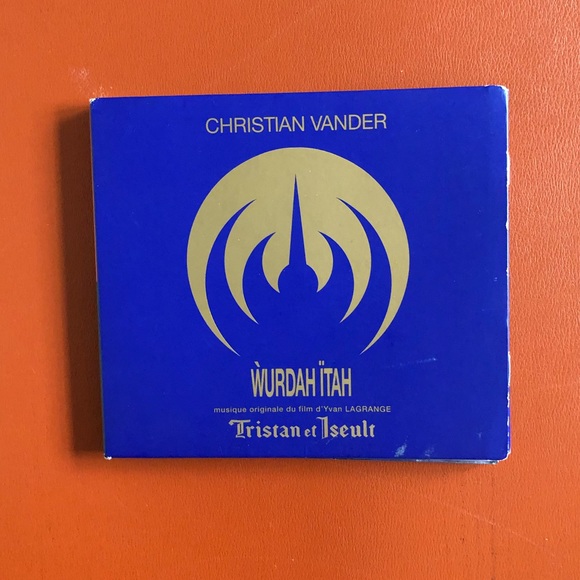 CHRISTIAN VANDER
ẀURDAH ÏTAH
musique originale du film d'Yvan LAGRANGE
Tristan et Iseult